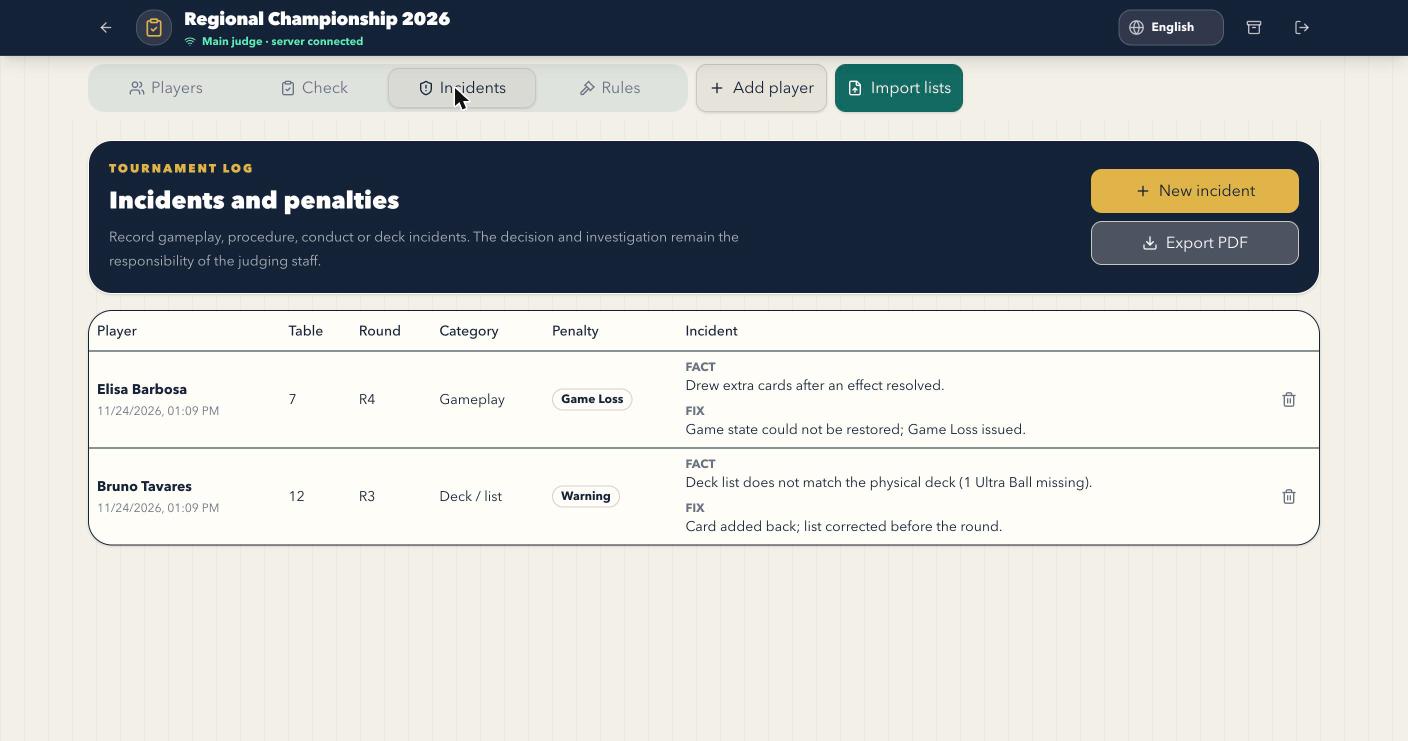 Regional Championship 2026
Main judge · server connected
English
Players
Check
Incidents
Rules
Add player
Import lists
TOURNAMENT LOG
Incidents and penalties
Record gameplay, procedure, conduct or deck incidents. The decision and investigation remain the
responsibility of the judging staff.
New incident
Export PDF
Player Table Round Category Penalty Incident
Elisa Barbosa
11/24/2026, 01:09 PM
7
R4
Gameplay
Game Loss
FACT
Drew extra cards after an effect resolved.
FIX
Game state could not be restored; Game Loss issued.
Bruno Tavares
11/24/2026, 01:09 PM
12
R3
Deck / list
Warning
FACT
Deck list does not match the physical deck (1 Ultra Ball missing).
FIX
Card added back; list corrected before the round.